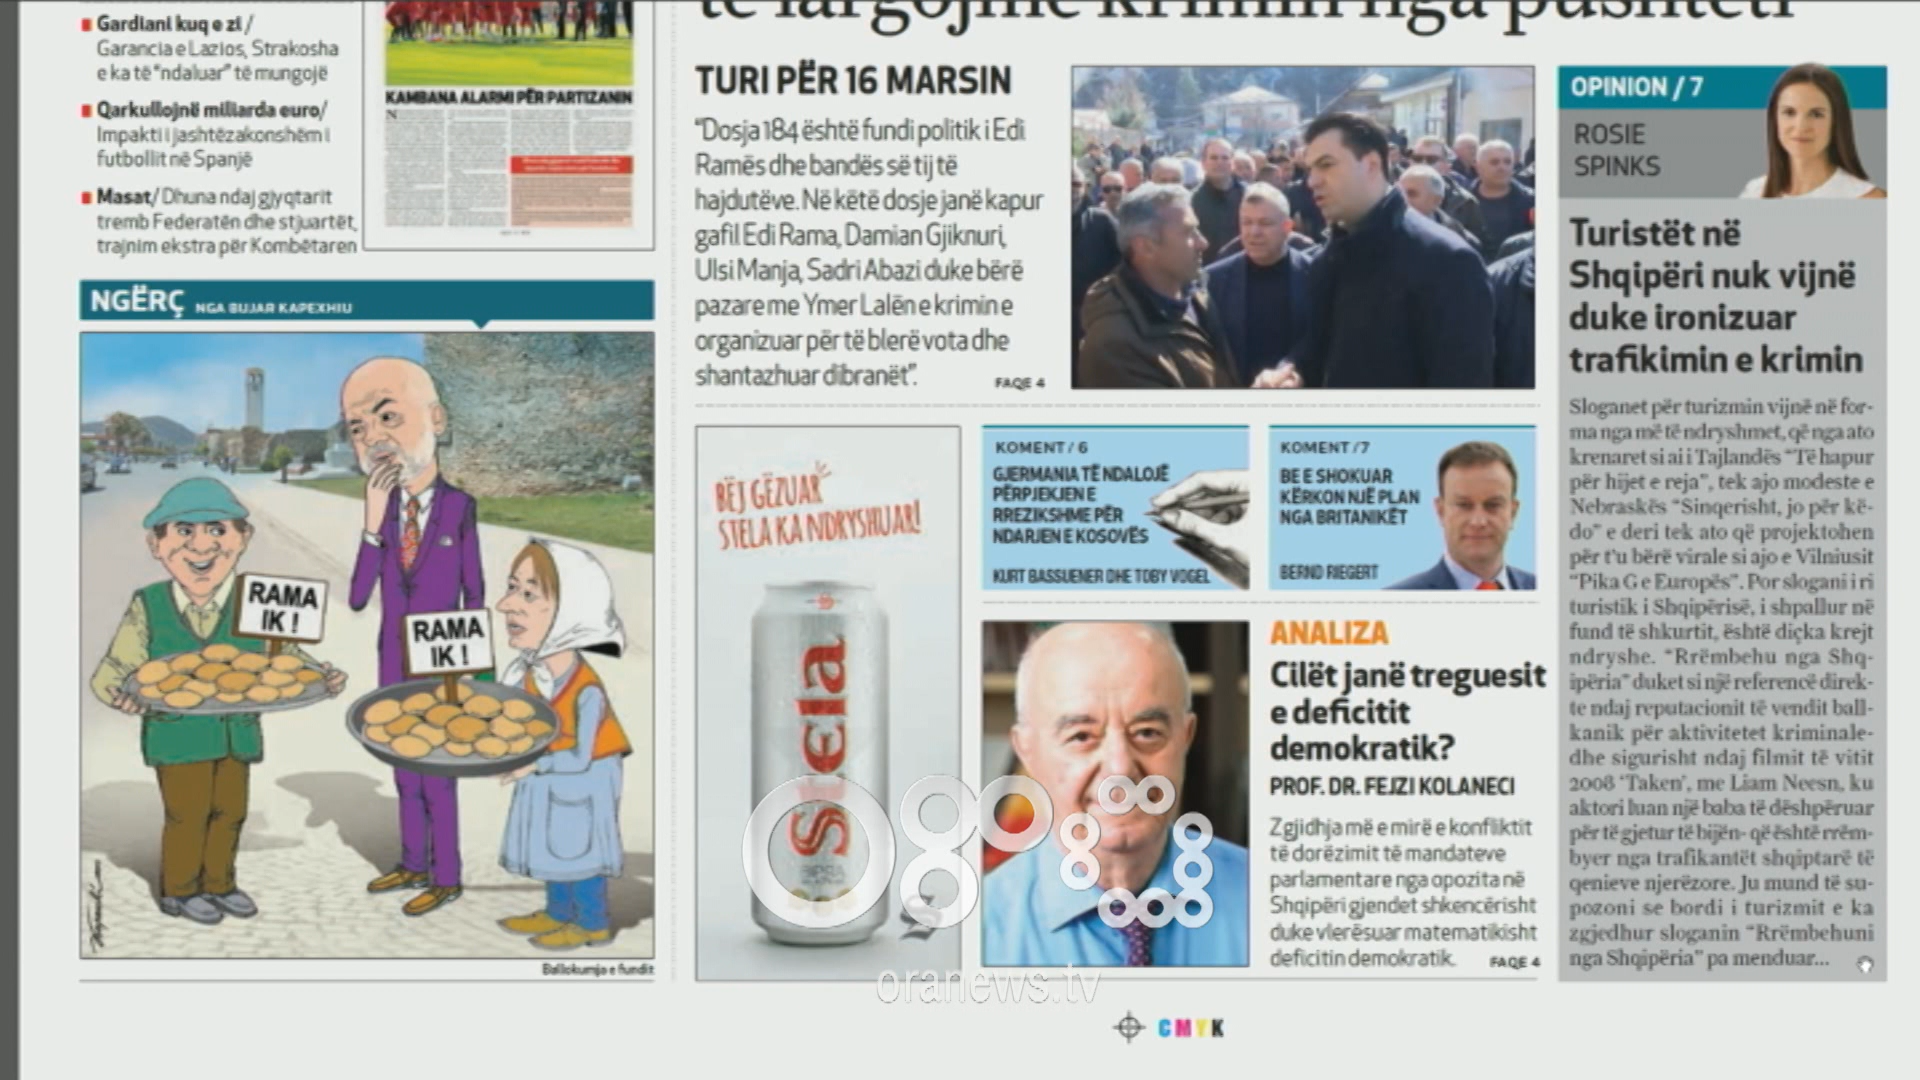 të largojmë krimin nga pushteti
Gardiani kuq e zi /
Garancia e Lazios, Strakosha
e ka të "ndaluar" të mungojë
Qarkullojnë miliarda euro/
Impakti i jashtëzakonshëm i
futbollit në Spanjë
Masat/ Dhuna ndaj gjyqtarit
tremb Federatën dhe stjuartët,
trajnim ekstra për Kombëtaren
KAMBANA ALARMI PËR PARTIZANIN
NGËRÇ NGA BUJAR KAPEXHIU
RAMA
IK !
RAMA
IK !
Ballokumja e fundit
TURI PËR 16 MARSIN
"Dosja 184 është fundi politik i Edi
Ramës dhe bandës së tij të
hajdutëve. Në këtë dosje janë kapur
gafil Edi Rama, Damian Gjiknuri,
Ulsi Manja, Sadri Abazi duke bërë
pazare me Ymer Lalën e krimin e
organizuar për të blerë vota dhe
shantazhuar dibranët".
FAQE 4
BËJ GËZUAR
STELA KA NDRYSHUAR!
Stela
BIRRA
KOMENT / 6
GJERMANIA TË NDALOJË
PËRPJEKJEN E
RREZIKSHME PËR
NDARJEN E KOSOVËS
KURT BASSUENER DHE TOBY VOGEL
KOMENT /7
BE E SHOKUAR
KËRKON NJË PLAN
NGA BRITANIKËT
BERND RIEGERT
ANALIZA
Cilët janë treguesit
e deficitit
demokratik?
PROF. DR. FEJZI KOLANECI
Zgjidhja më e mirë e konfliktit
të dorëzimit të mandateve
parlamentare nga opozita në
Shqipëri gjendet shkencërisht
duke vlerësuar matematikisht
deficitin demokratik.
FAQE 4
OPINION / 7
ROSIE
SPINKS
Turistët në
Shqipëri nuk vijnë
duke ironizuar
trafikimin e krimin
Sloganet për turizmin vijnë në for-
ma nga më të ndryshmet, që nga ato
krenaret si ai i Tajlandës "Të hapur
për hijet e reja", tek ajo modeste e
Nebraskës "Sinqerisht, jo për kë-
do" e deri tek ato që projektohen
për t'u bërë virale si ajo e Vilniusit
"Pika G e Europës". Por slogani i ri
turistik i Shqipërisë, i shpallur në
fund të shkurtit, është diçka krejt
ndryshe. "Rrëmbehu nga Shq-
ipëria" duket si një referencë direk-
te ndaj reputacionit të vendit ball-
kanik për aktivitetet kriminale-
dhe sigurisht ndaj filmit të vitit
2008 'Taken', me Liam Neesn, ku
aktori luan një baba të dëshpëruar
për të gjetur të bijën- që është rrëm-
byer nga trafikantët shqiptarë të
qenieve njerëzore. Ju mund të su-
pozoni se bordi i turizmit e ka
zgjedhur sloganin "Rrëmbehuni
nga Shqipëria" pa menduar...
oranews.tv
CMYK